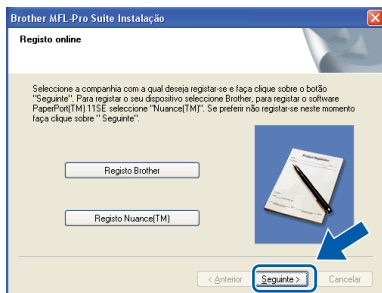 Brother MFL-Pro Suite Instalação
Registo online
Seleccione a companhia com a qual deseja registar-se e faça clique sobre o botão
"Seguinte". Para registar o seu dispositivo seleccione Brother, para registar o software
PaperPort(TM) 11SE seleccione "Nuance(TM)". Se preferir não registar-se neste momento
faça clique sobre " Seguinte".
Registo Brother
Product Registration
Registo Nuance(TM)
< Anterior
Seguinte >
Cancelar